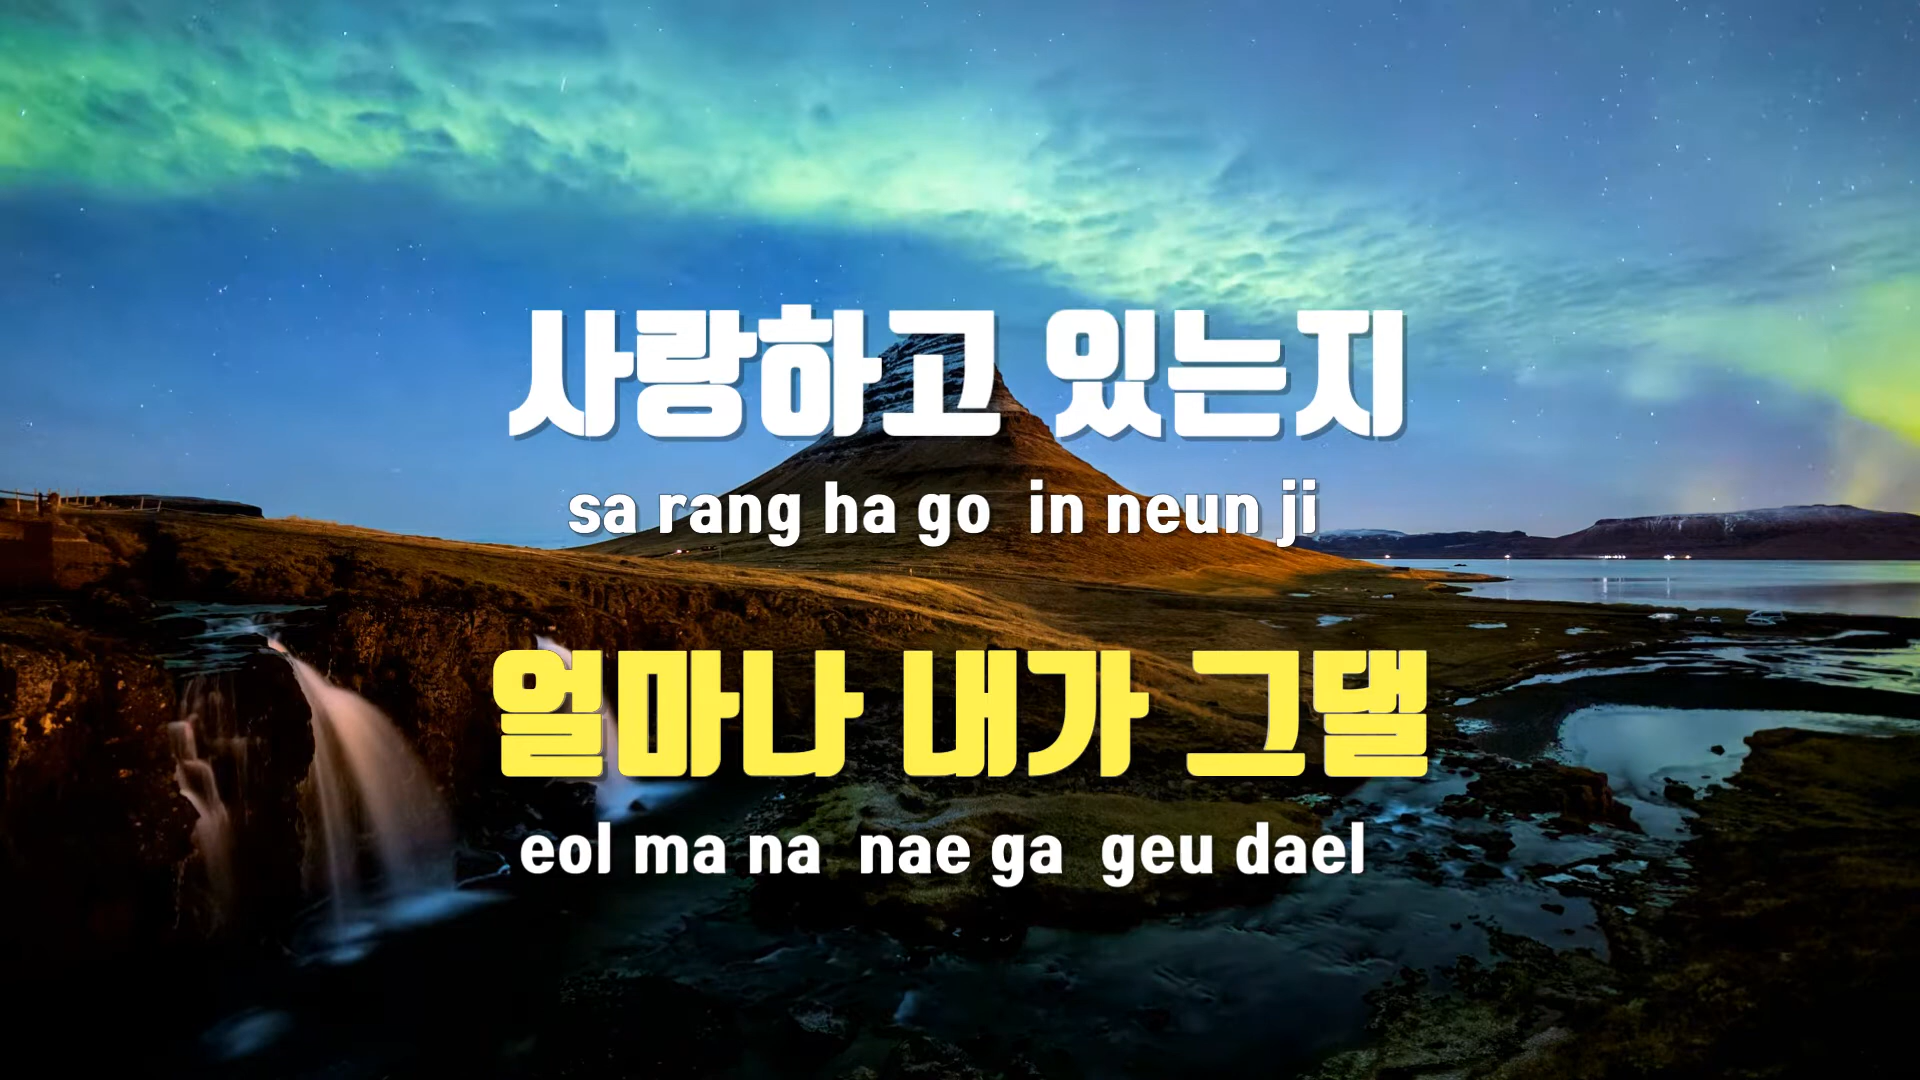 사랑하고 있는지
sa rang ha go  in neun ji
얼마나 내가 그댈
eol ma na  nae ga  geu dael